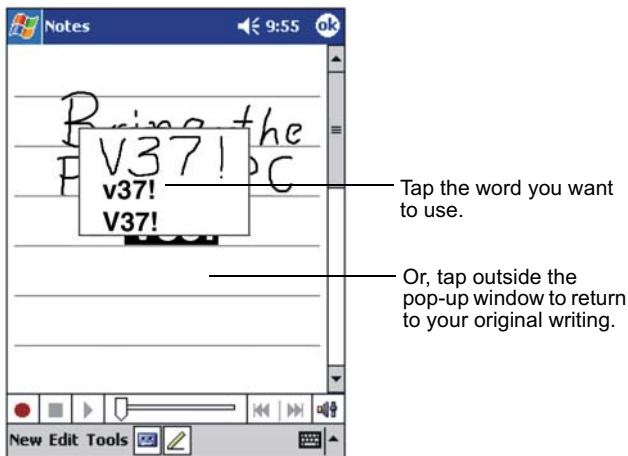 Notes 9:55 ok
Bring the
P PC
V37!
v37!
V37!
Tap the word you want
to use.
Or, tap outside the
pop-up window to return
to your original writing.
New Edit Tools